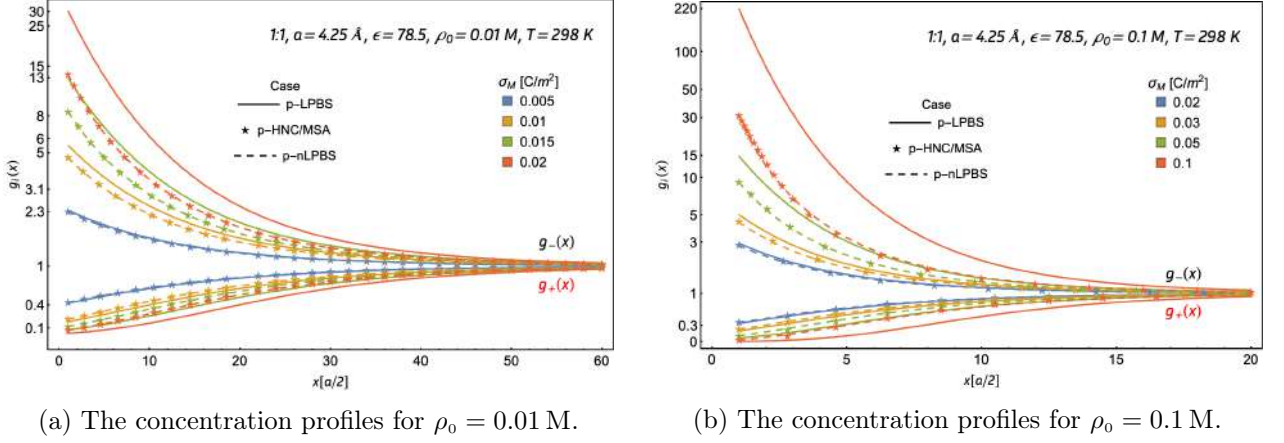 30
25
15
13
8
6
5
3.1
2.3
1
0.4
0.1
g_i(x)
1:1, a = 4.25 Å, ϵ = 78.5, ρ₀ = 0.01 M, T = 298 K
Case
p-LPBS
p-HNC/MSA
p-nLPBS
σ_M [C/m²]
0.005
0.01
0.015
0.02
g₋(x)
g₊(x)
0 10 20 30 40 50 60
x[a/2]
(a) The concentration profiles for ρ₀ = 0.01 M.
220
100
50
30
15
10
5
3
1
0.3
0
g_i(x)
1:1, a = 4.25 Å, ϵ = 78.5, ρ₀ = 0.1 M, T = 298 K
Case
p-LPBS
p-HNC/MSA
p-nLPBS
σ_M [C/m²]
0.02
0.03
0.05
0.1
g₋(x)
g₊(x)
0 5 10 15 20
x[a/2]
(b) The concentration profiles for ρ₀ = 0.1 M.